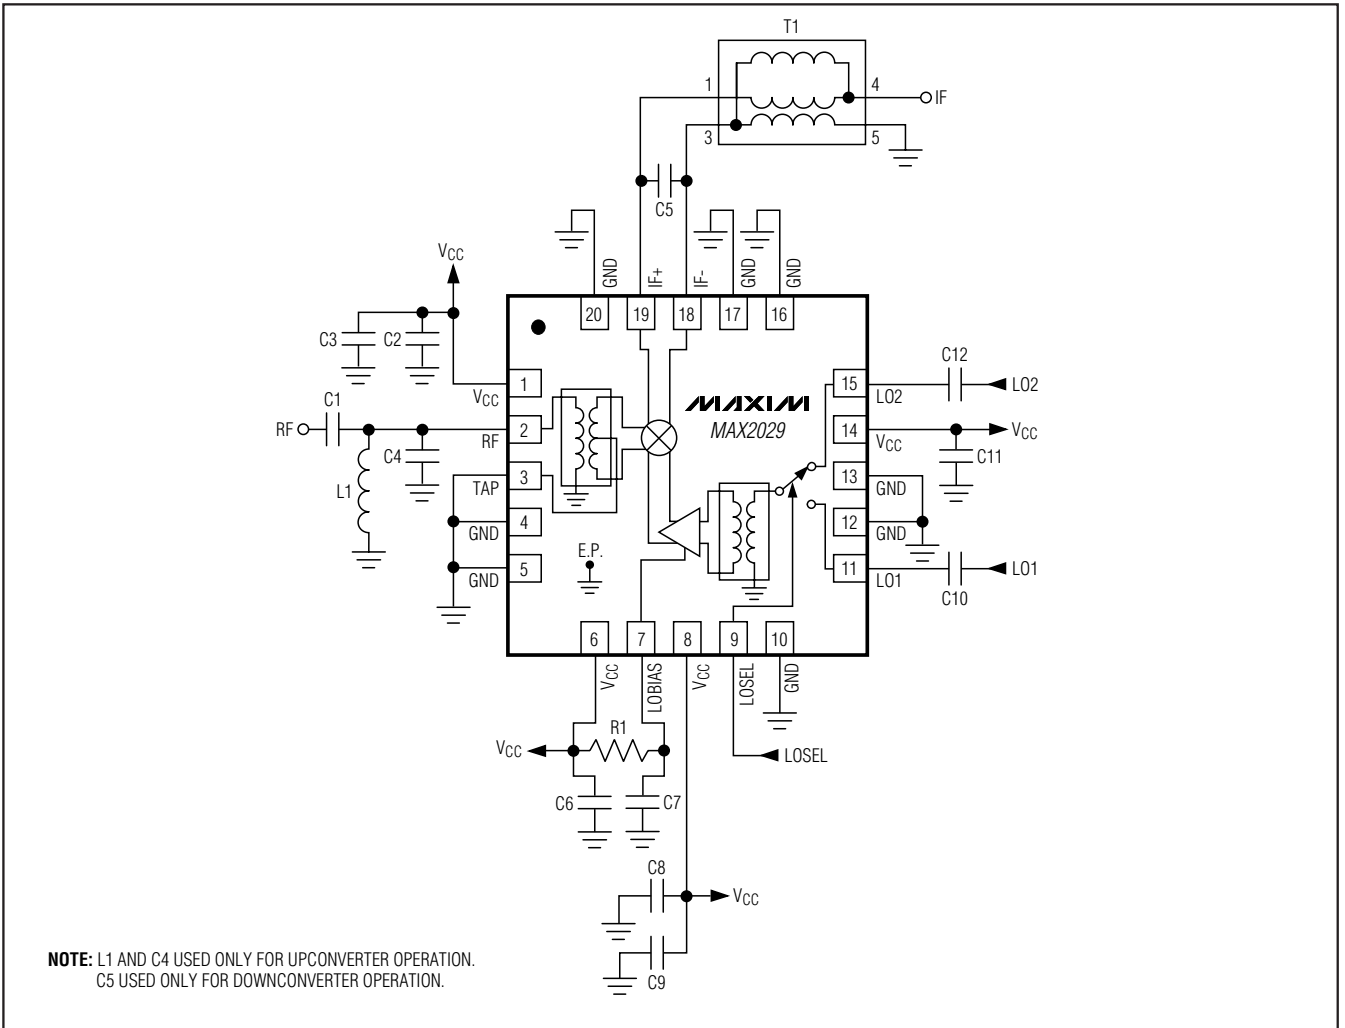 T1
1
4
IF
3
5
C5
VCC
GND
IF+
IF-
GND
GND
20
19
18
17
16
C3
C2
C12
1
VCC
MAXIM
MAX2029
15
LO2
LO2
C1
RF
2
RF
14
VCC
VCC
C4
C11
L1
3
TAP
13
GND
4
GND
12
GND
E.P.
5
GND
11
LO1
LO1
C10
6
7
8
9
10
VCC
LOBIAS
VCC
LOSEL
GND
R1
VCC
LOSEL
C6
C7
C8
VCC
C9
NOTE: L1 AND C4 USED ONLY FOR UPCONVERTER OPERATION.
C5 USED ONLY FOR DOWNCONVERTER OPERATION.